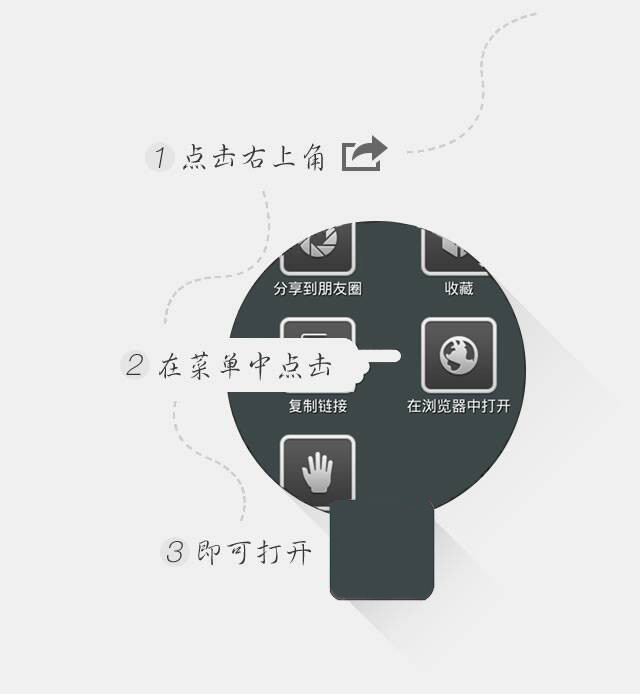 1 点击右上角
分享到朋友圈
收藏
2 在菜单中点击
复制链接
在浏览器中打开
3 即可打开